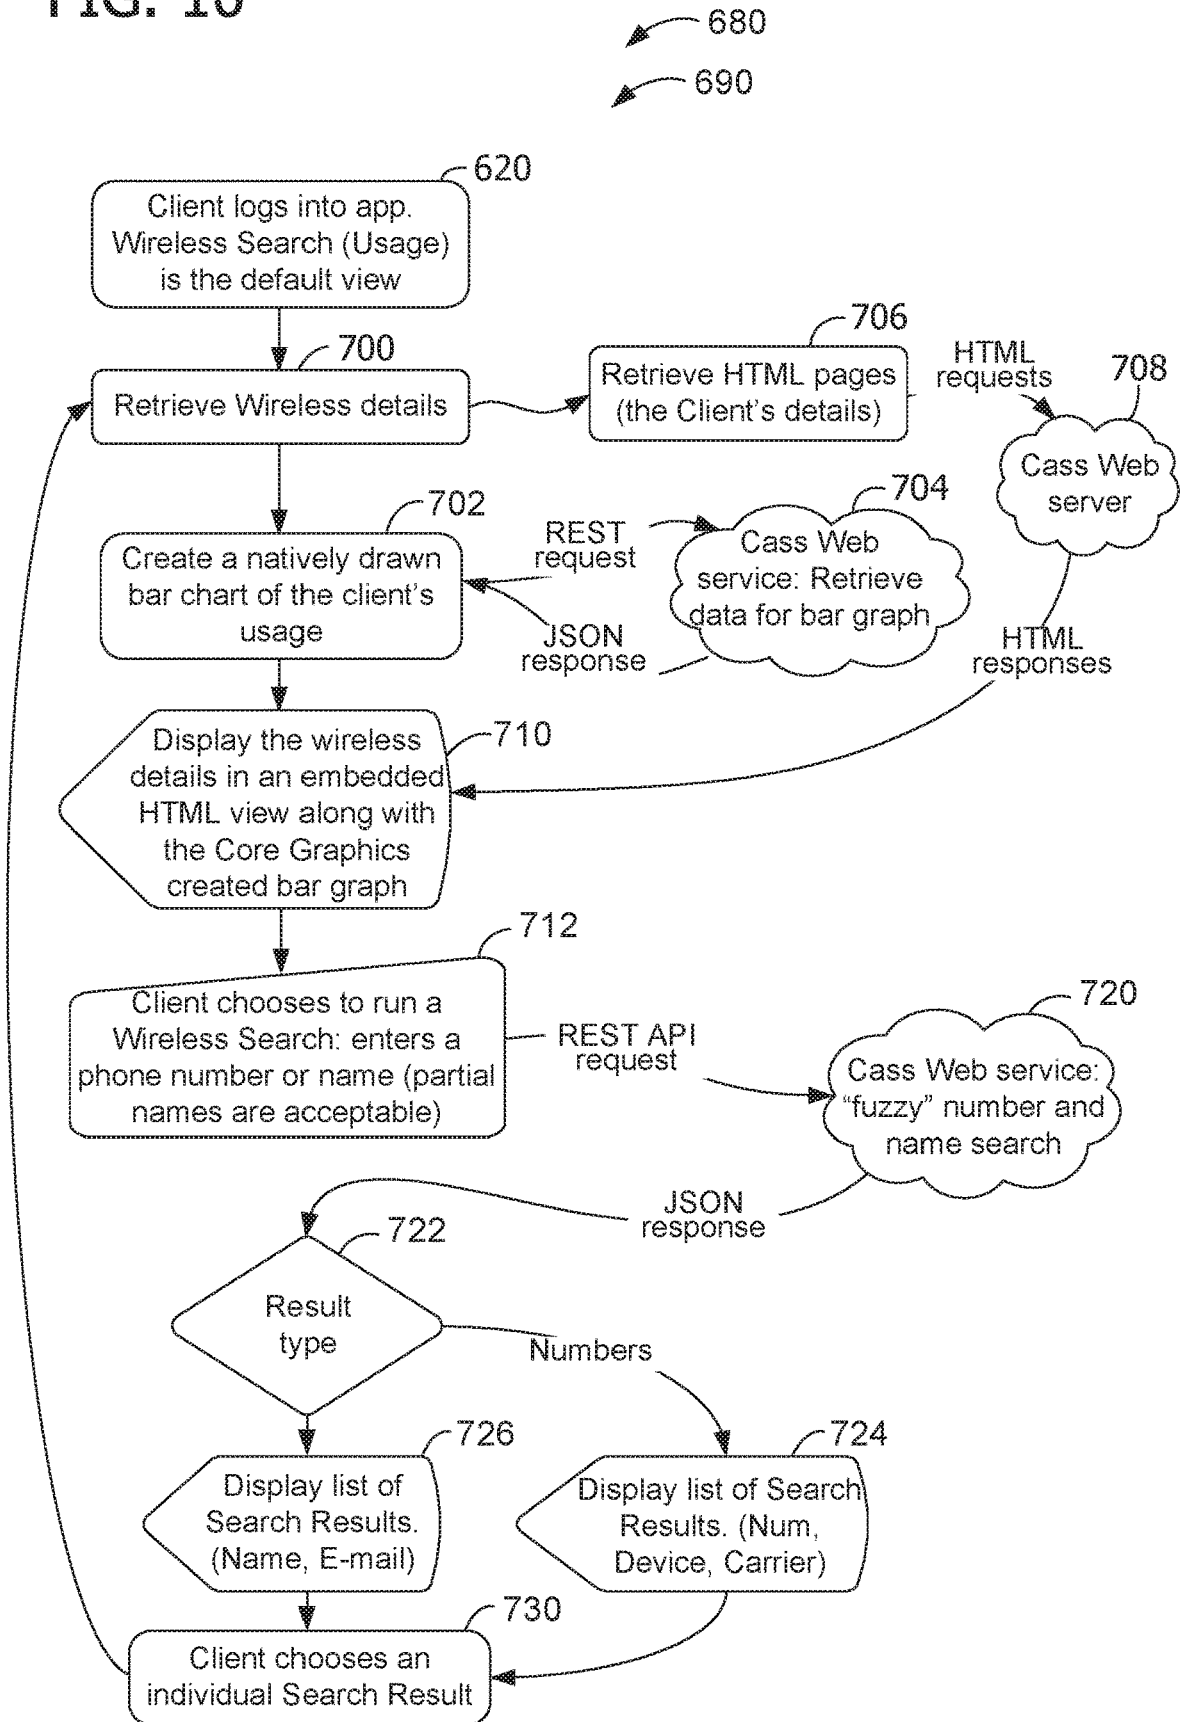 FIG. 10
680
690
620
Client logs into app.
Wireless Search (Usage)
is the default view
700
Retrieve Wireless details
706
Retrieve HTML pages
(the Client's details)
HTML
requests
708
Cass Web
server
702
Create a natively drawn
bar chart of the client's
usage
REST
request
704
Cass Web
service: Retrieve
data for bar graph
JSON
response
HTML
responses
710
Display the wireless
details in an embedded
HTML view along with
the Core Graphics
created bar graph
712
Client chooses to run a
Wireless Search: enters a
phone number or name (partial
names are acceptable)
REST API
request
720
Cass Web service:
"fuzzy" number and
name search
JSON
response
722
Result
type
Numbers
726
Display list of
Search Results.
(Name, E-mail)
724
Display list of Search
Results. (Num,
Device, Carrier)
730
Client chooses an
individual Search Result